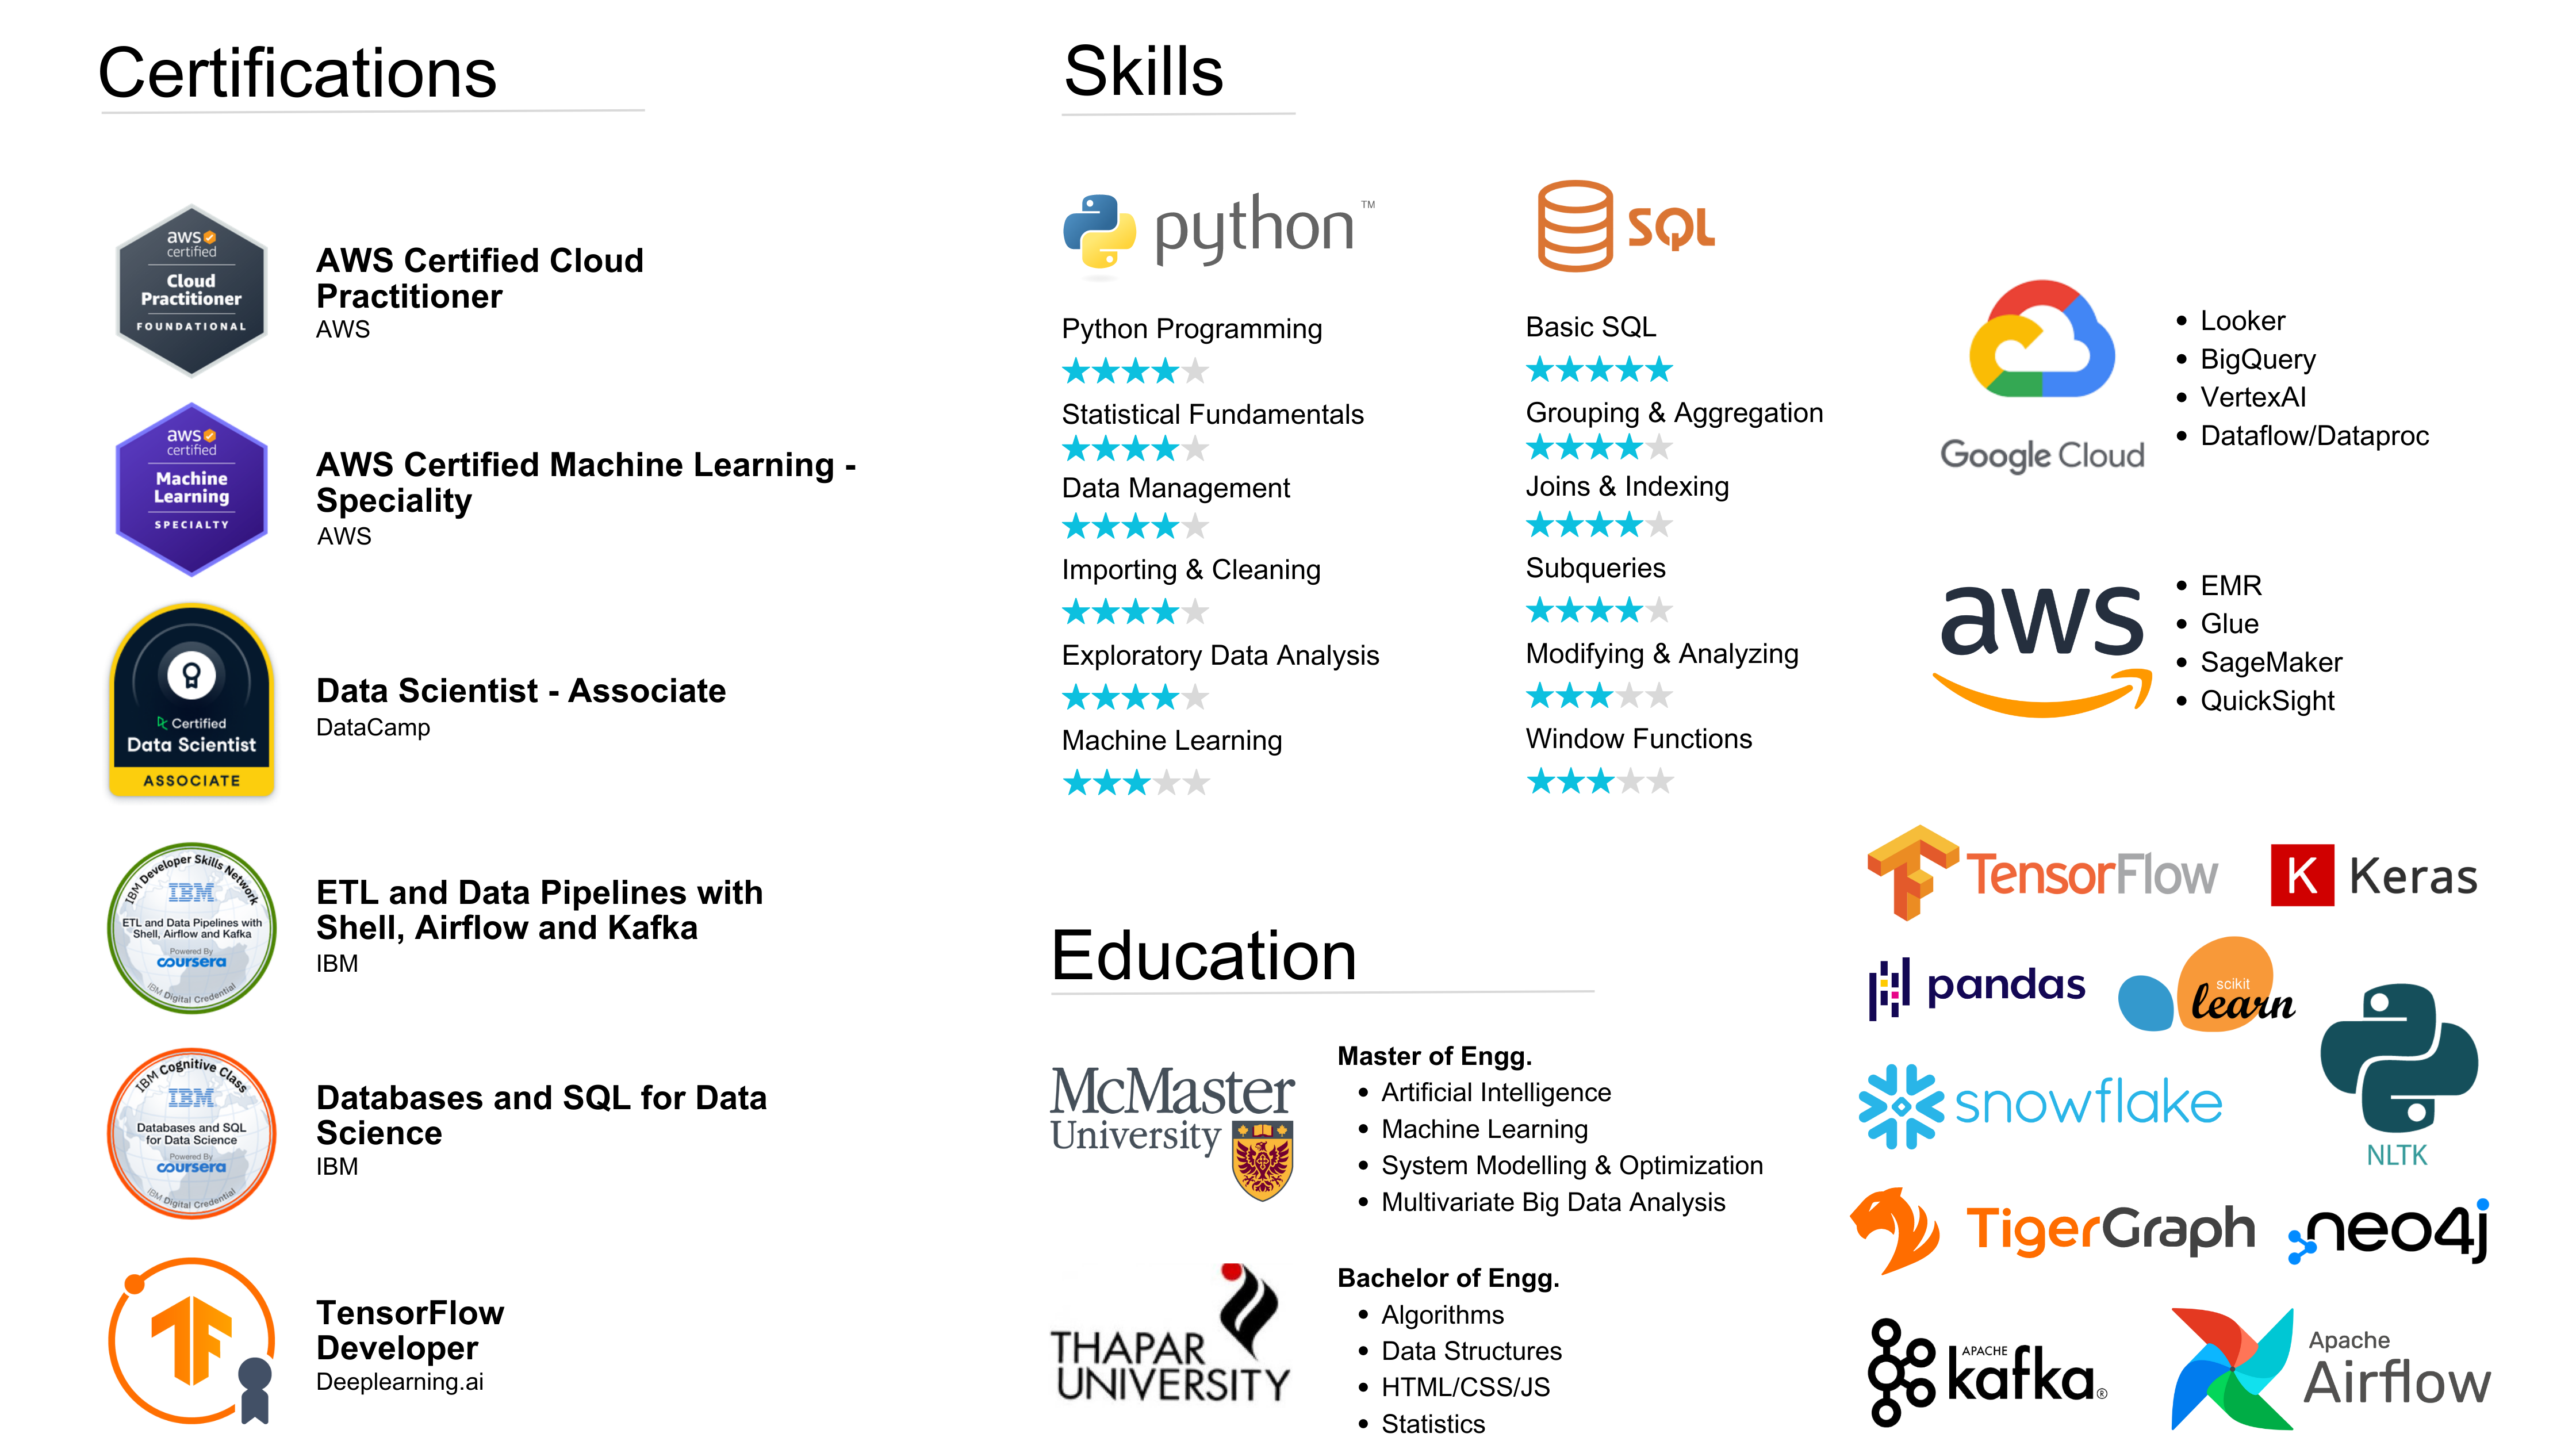 Certifications
aws
certified
Cloud
Practitioner
FOUNDATIONAL
AWS Certified Cloud
Practitioner
AWS
aws
certified
Machine
Learning
SPECIALTY
AWS Certified Machine Learning -
Speciality
AWS
Certified
Data Scientist
ASSOCIATE
Data Scientist - Associate
DataCamp
IBM Developer Skills Network
IBM
ETL and Data Pipelines with
Shell, Airflow and Kafka
Powered By
coursera
IBM Digital Credential
ETL and Data Pipelines with
Shell, Airflow and Kafka
IBM
IBM Cognitive Class
IBM
Databases and SQL
for Data Science
Powered By
coursera
IBM Digital Credential
Databases and SQL for Data
Science
IBM
TF
TensorFlow
Developer
Deeplearning.ai
Skills
python™
Python Programming
Statistical Fundamentals
Data Management
Importing & Cleaning
Exploratory Data Analysis
Machine Learning
SQL
Basic SQL
Grouping & Aggregation
Joins & Indexing
Subqueries
Modifying & Analyzing
Window Functions
Google Cloud
• Looker
• BigQuery
• VertexAI
• Dataflow/Dataproc
aws
• EMR
• Glue
• SageMaker
• QuickSight
Education
McMaster
University
Master of Engg.
• Artificial Intelligence
• Machine Learning
• System Modelling & Optimization
• Multivariate Big Data Analysis
THAPAR
UNIVERSITY
Bachelor of Engg.
• Algorithms
• Data Structures
• HTML/CSS/JS
• Statistics
TensorFlow
K Keras
pandas
scikit
learn
snowflake
NLTK
TigerGraph
neo4j
APACHE
kafka®
Apache
Airflow